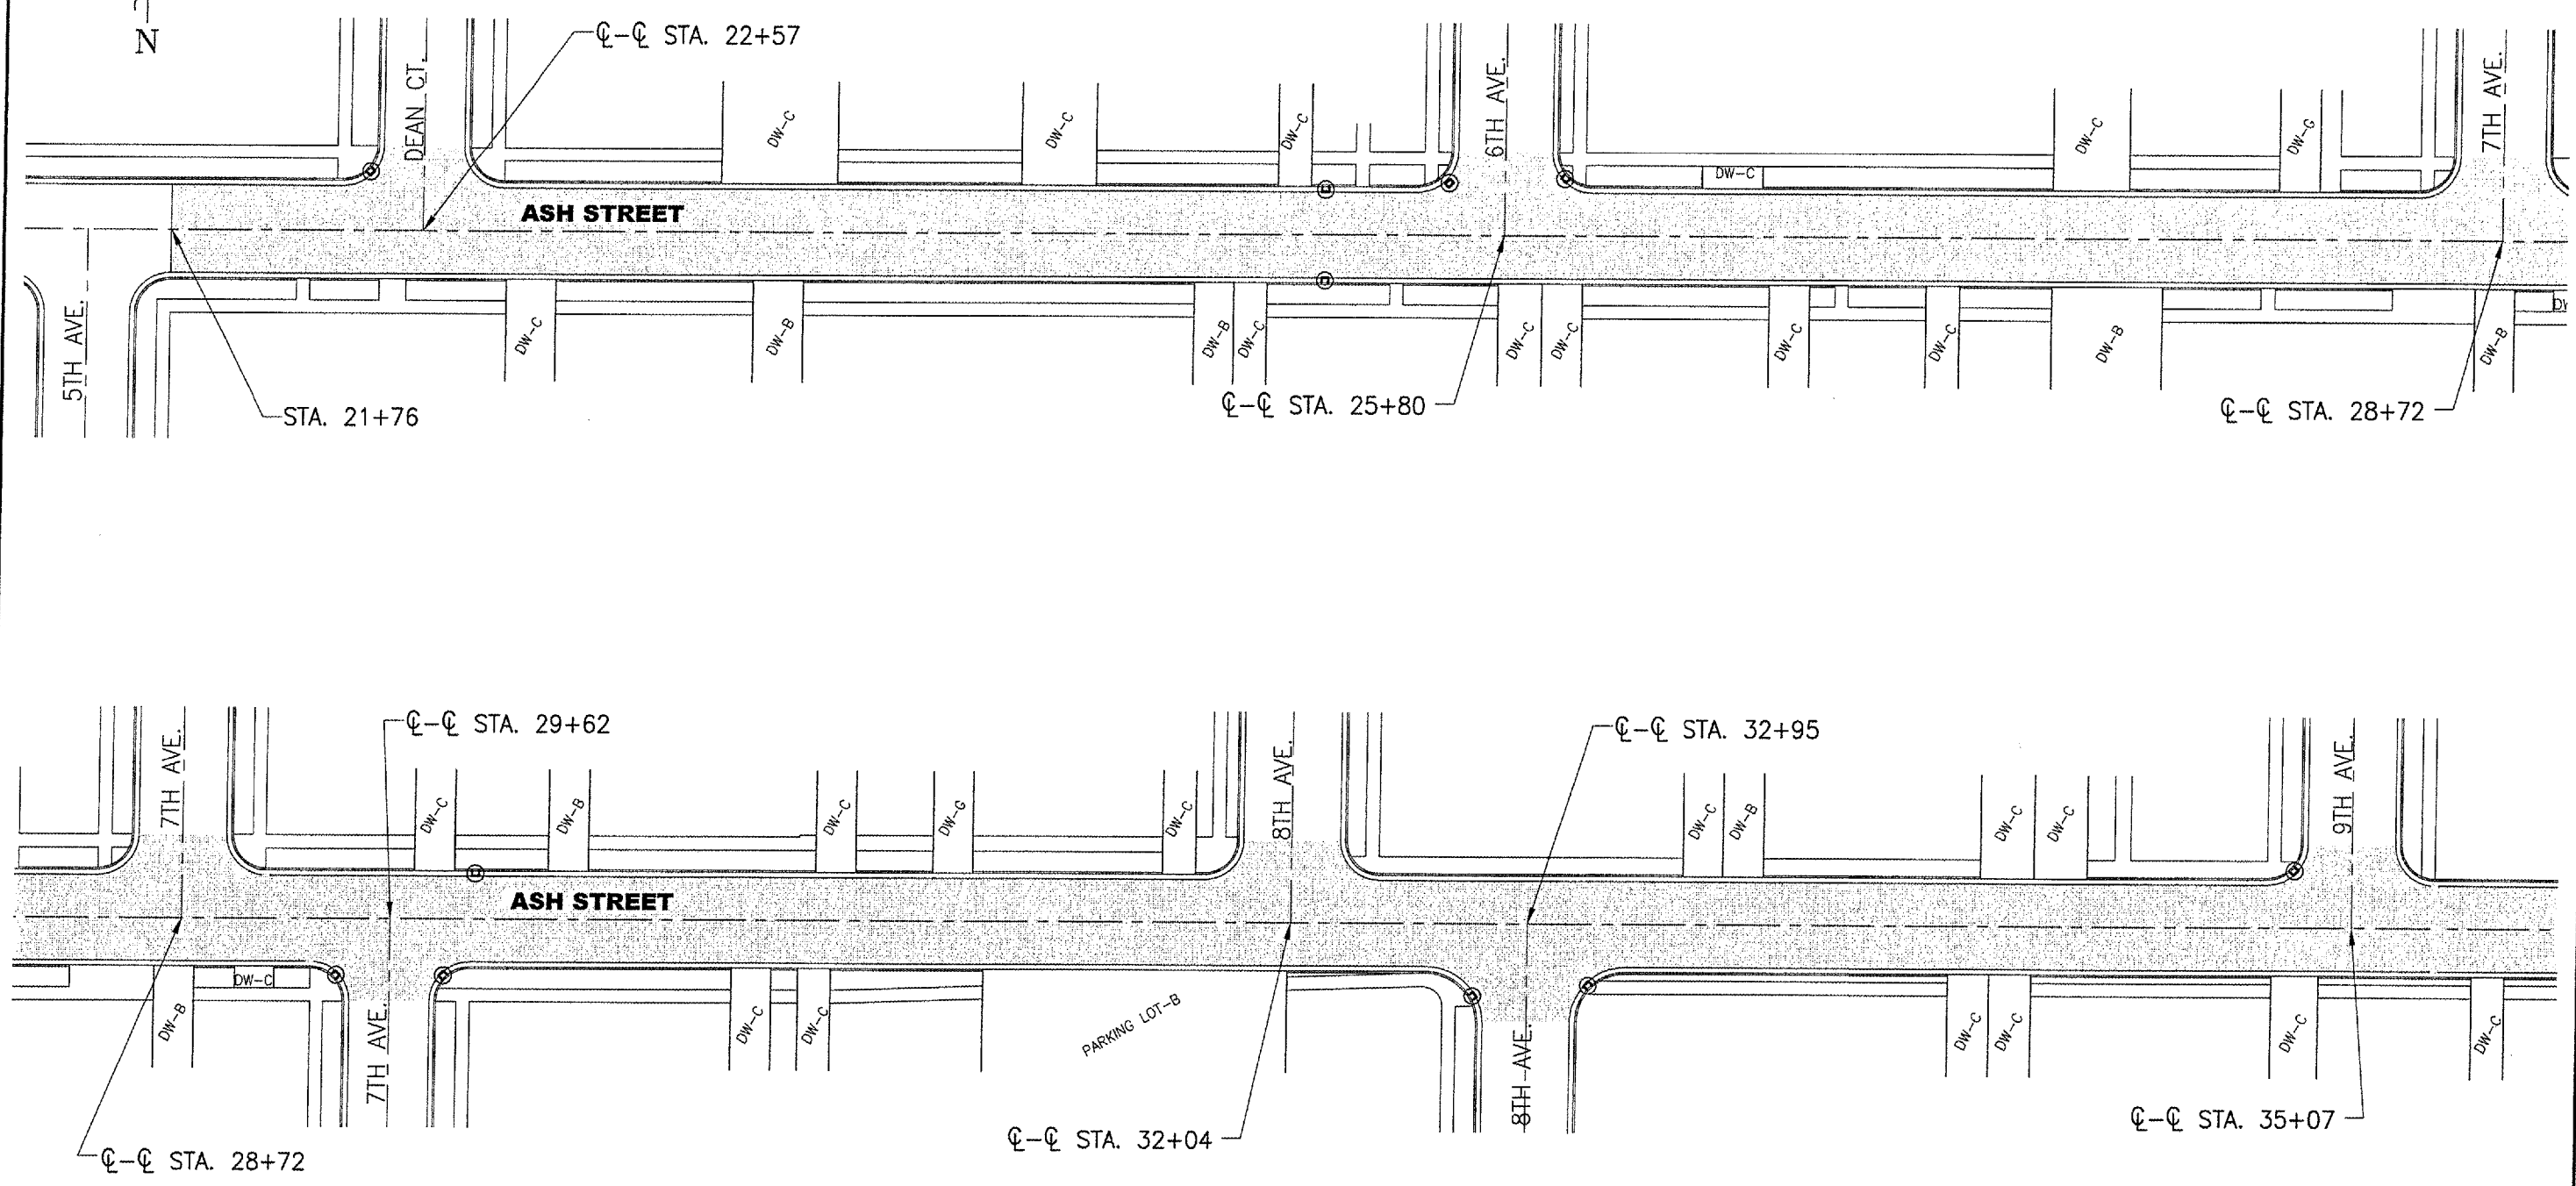 N
℄-℄ STA. 22+57
DEAN CT.
6TH AVE.
7TH AVE.
DW-C
DW-C
DW-C
DW-C
DW-C
DW-G
ASH STREET
5TH AVE.
DW-C
DW-B
DW-B
DW-C
DW-C
DW-C
DW-C
DW-C
DW-B
DW-B
STA. 21+76
℄-℄ STA. 25+80
℄-℄ STA. 28+72
℄-℄ STA. 29+62
℄-℄ STA. 32+95
7TH AVE.
8TH AVE.
9TH AVE.
DW-C
DW-B
DW-C
DW-G
DW-C
DW-C
DW-B
DW-C
DW-C
ASH STREET
DW-C
DW-B
7TH AVE.
DW-C
DW-C
PARKING LOT-B
8TH AVE.
DW-C
DW-C
DW-C
DW-C
℄-℄ STA. 28+72
℄-℄ STA. 32+04
℄-℄ STA. 35+07